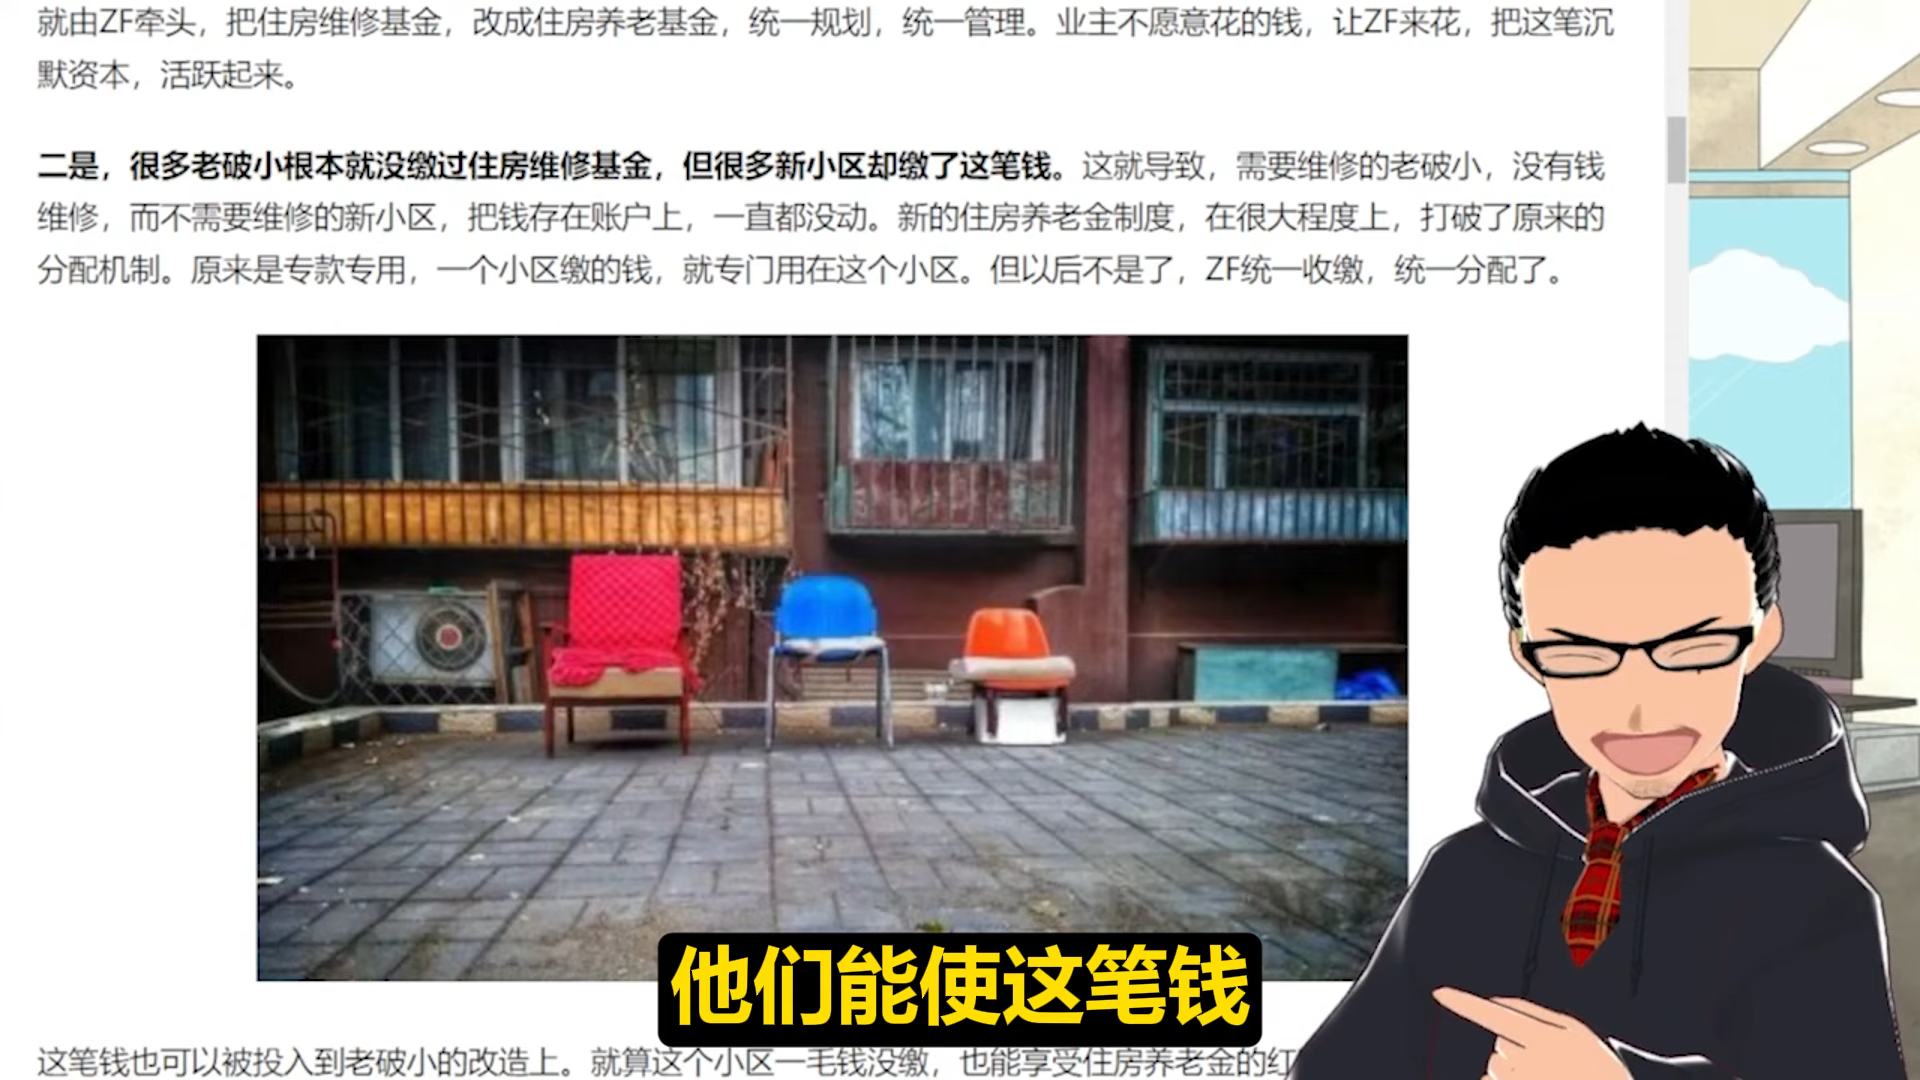 就由ZF牵头，把住房维修基金，改成住房养老基金，统一规划，统一管理。业主不愿意花的钱，让ZF来花，把这笔沉
默资本，活跃起来。
二是，很多老破小根本就没缴过住房维修基金，但很多新小区却缴了这笔钱。这就导致，需要维修的老破小，没有钱
维修，而不需要维修的新小区，把钱存在账户上，一直都没动。新的住房养老金制度，在很大程度上，打破了原来的
分配机制。原来是专款专用，一个小区缴的钱，就专门用在这个小区。但以后不是了，ZF统一收缴，统一分配了。
他们能使这笔钱
这笔钱也可以被投入到老破小的改造上。就算这个小区一毛钱没缴，也能享受住房养老金的红